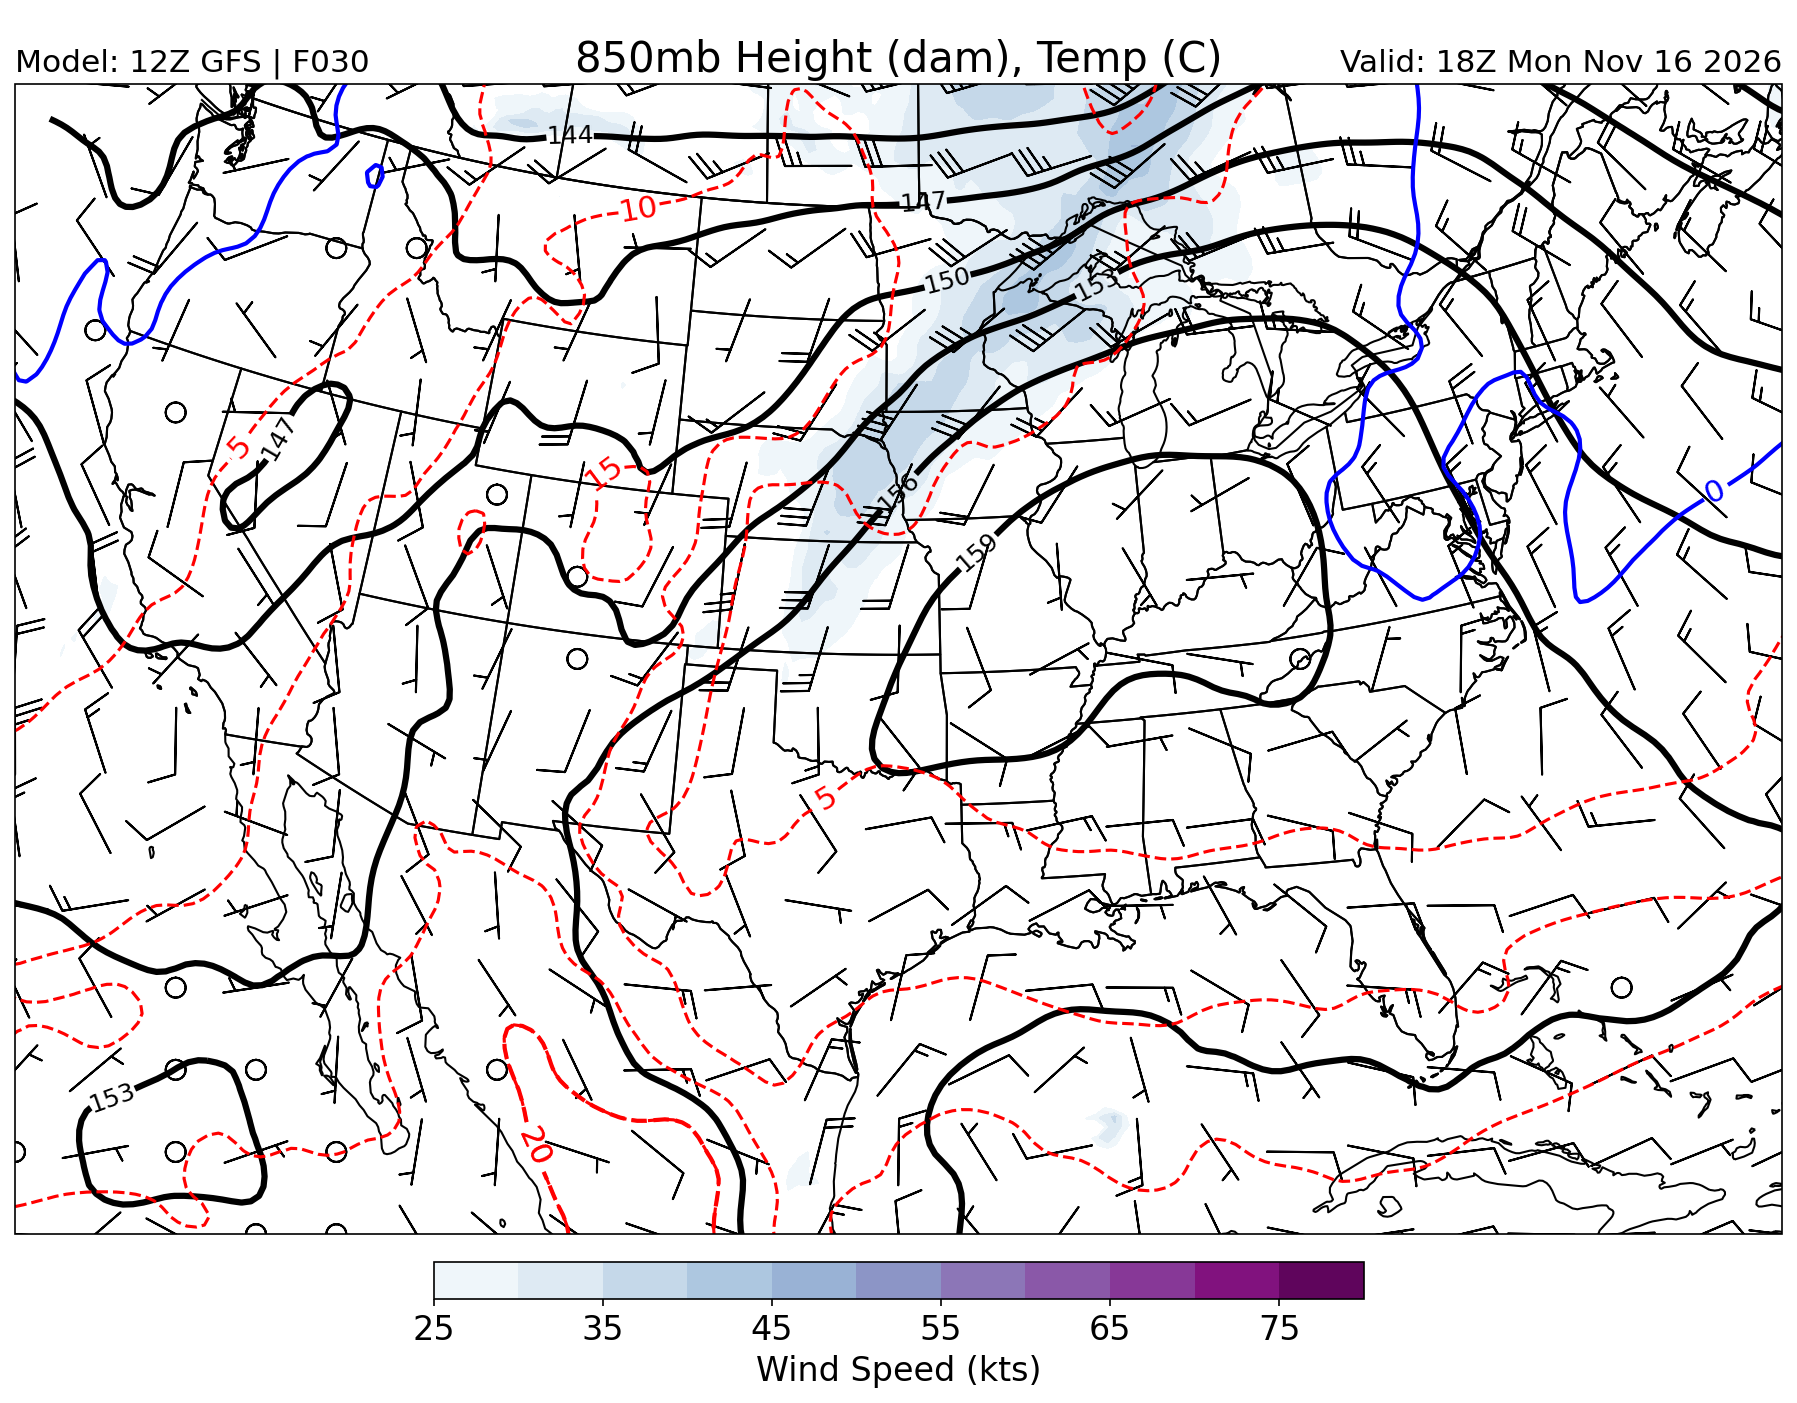 Model: 12Z GFS | F030
850mb Height (dam), Temp (C)
Valid: 18Z Mon Nov 16 2026
144
10
147
150
153
5
147
15
156
0
159
5
153
20
25 35 45 55 65 75
Wind Speed (kts)